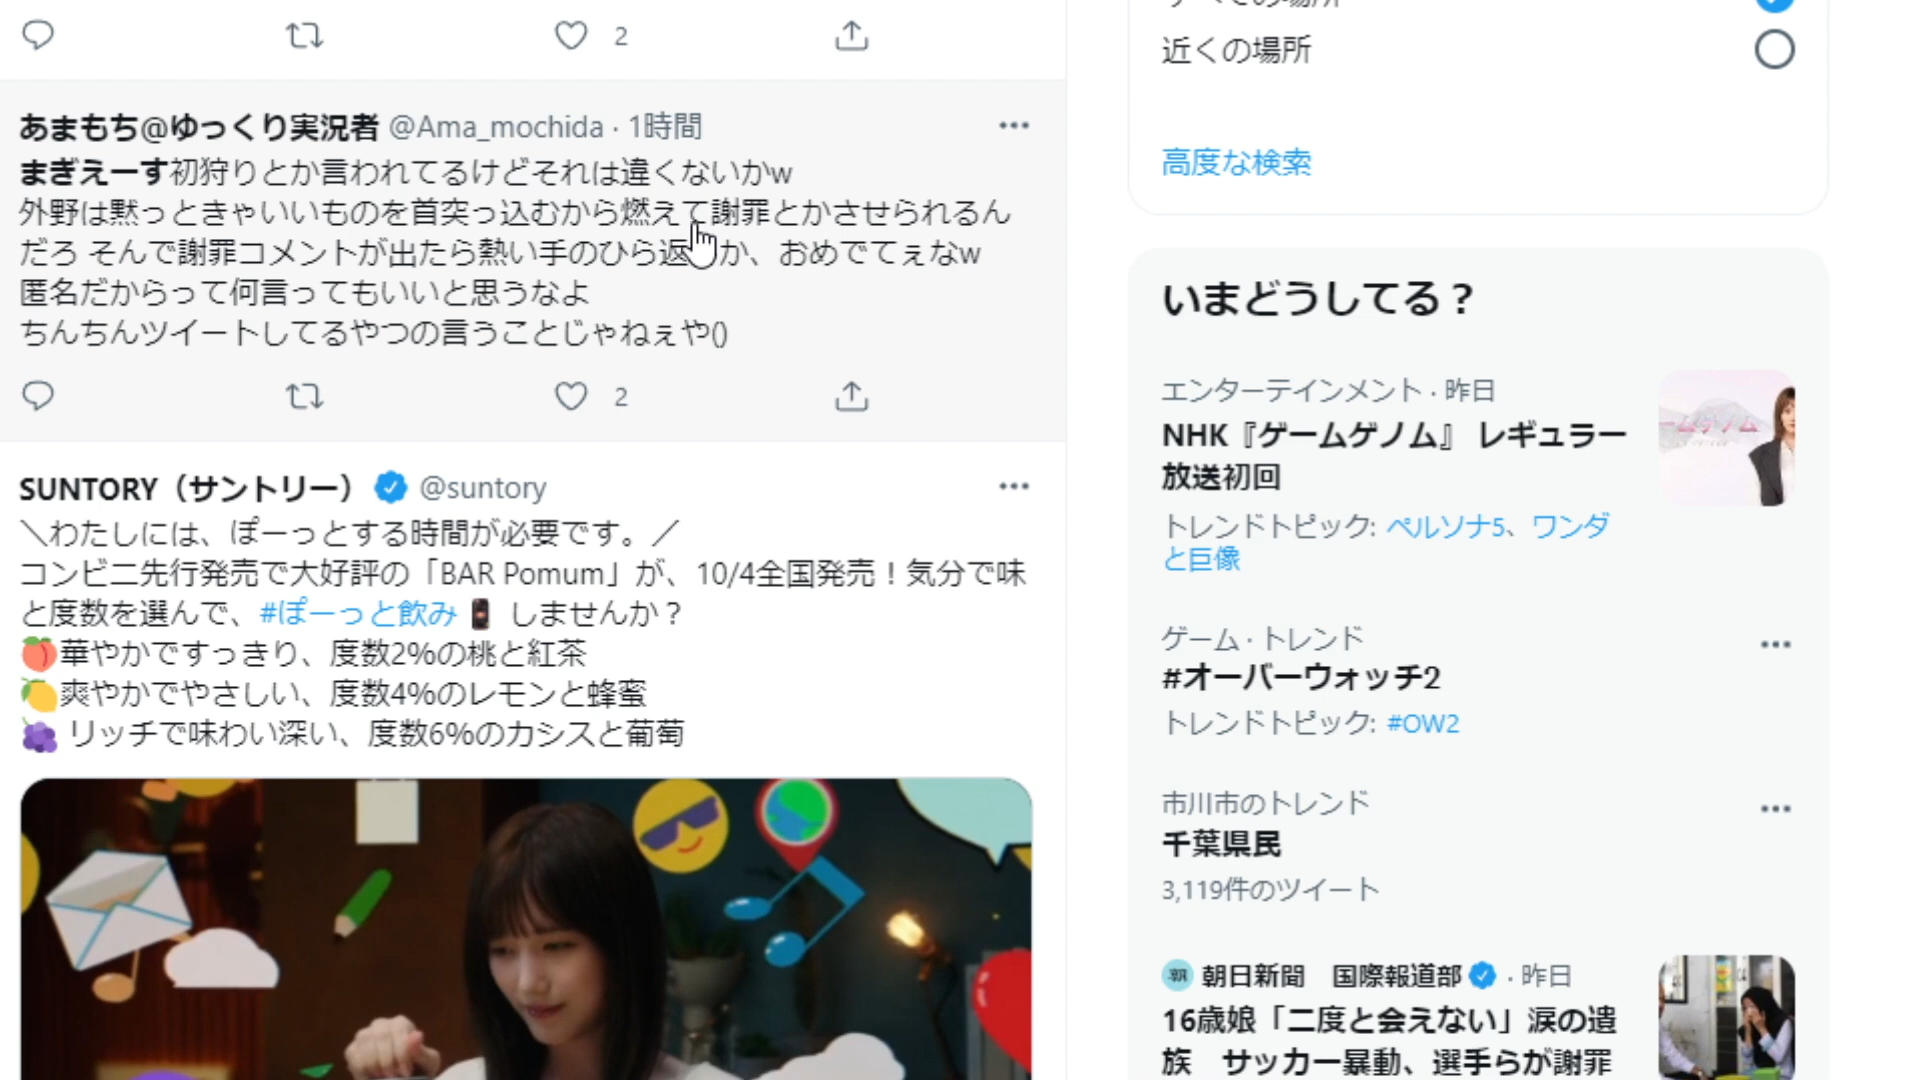 2
あまもち@ゆっくり実況者 @Ama_mochida · 1時間
まぎえーす初狩りとか言われてるけどそれは違くないかw
外野は黙っときゃいいものを首突っ込むから燃えて謝罪とかさせられるん
だろ そんで謝罪コメントが出たら熱い手のひら返 か、おめでてぇなw
匿名だからって何言ってもいいと思うなよ
ちんちんツイートしてるやつの言うことじゃねぇや()
2
SUNTORY（サントリー） @suntory
＼わたしには、ぽーっとする時間が必要です。／
コンビニ先行発売で大好評の「BAR Pomum」が、10/4全国発売！気分で味
と度数を選んで、#ぽーっと飲み しませんか？
華やかですっきり、度数2%の桃と紅茶
爽やかでやさしい、度数4%のレモンと蜂蜜
リッチで味わい深い、度数6%のカシスと葡萄
すべての場所
近くの場所
高度な検索
いまどうしてる？
エンターテインメント · 昨日
NHK『ゲームゲノム』 レギュラー
放送初回
トレンドトピック: ペルソナ5、ワンダ
と巨像
ゲーム · トレンド
#オーバーウォッチ2
トレンドトピック: #OW2
市川市のトレンド
千葉県民
3,119件のツイート
朝日新聞　国際報道部 · 昨日
16歳娘「二度と会えない」涙の遺
族　サッカー暴動、選手らが謝罪